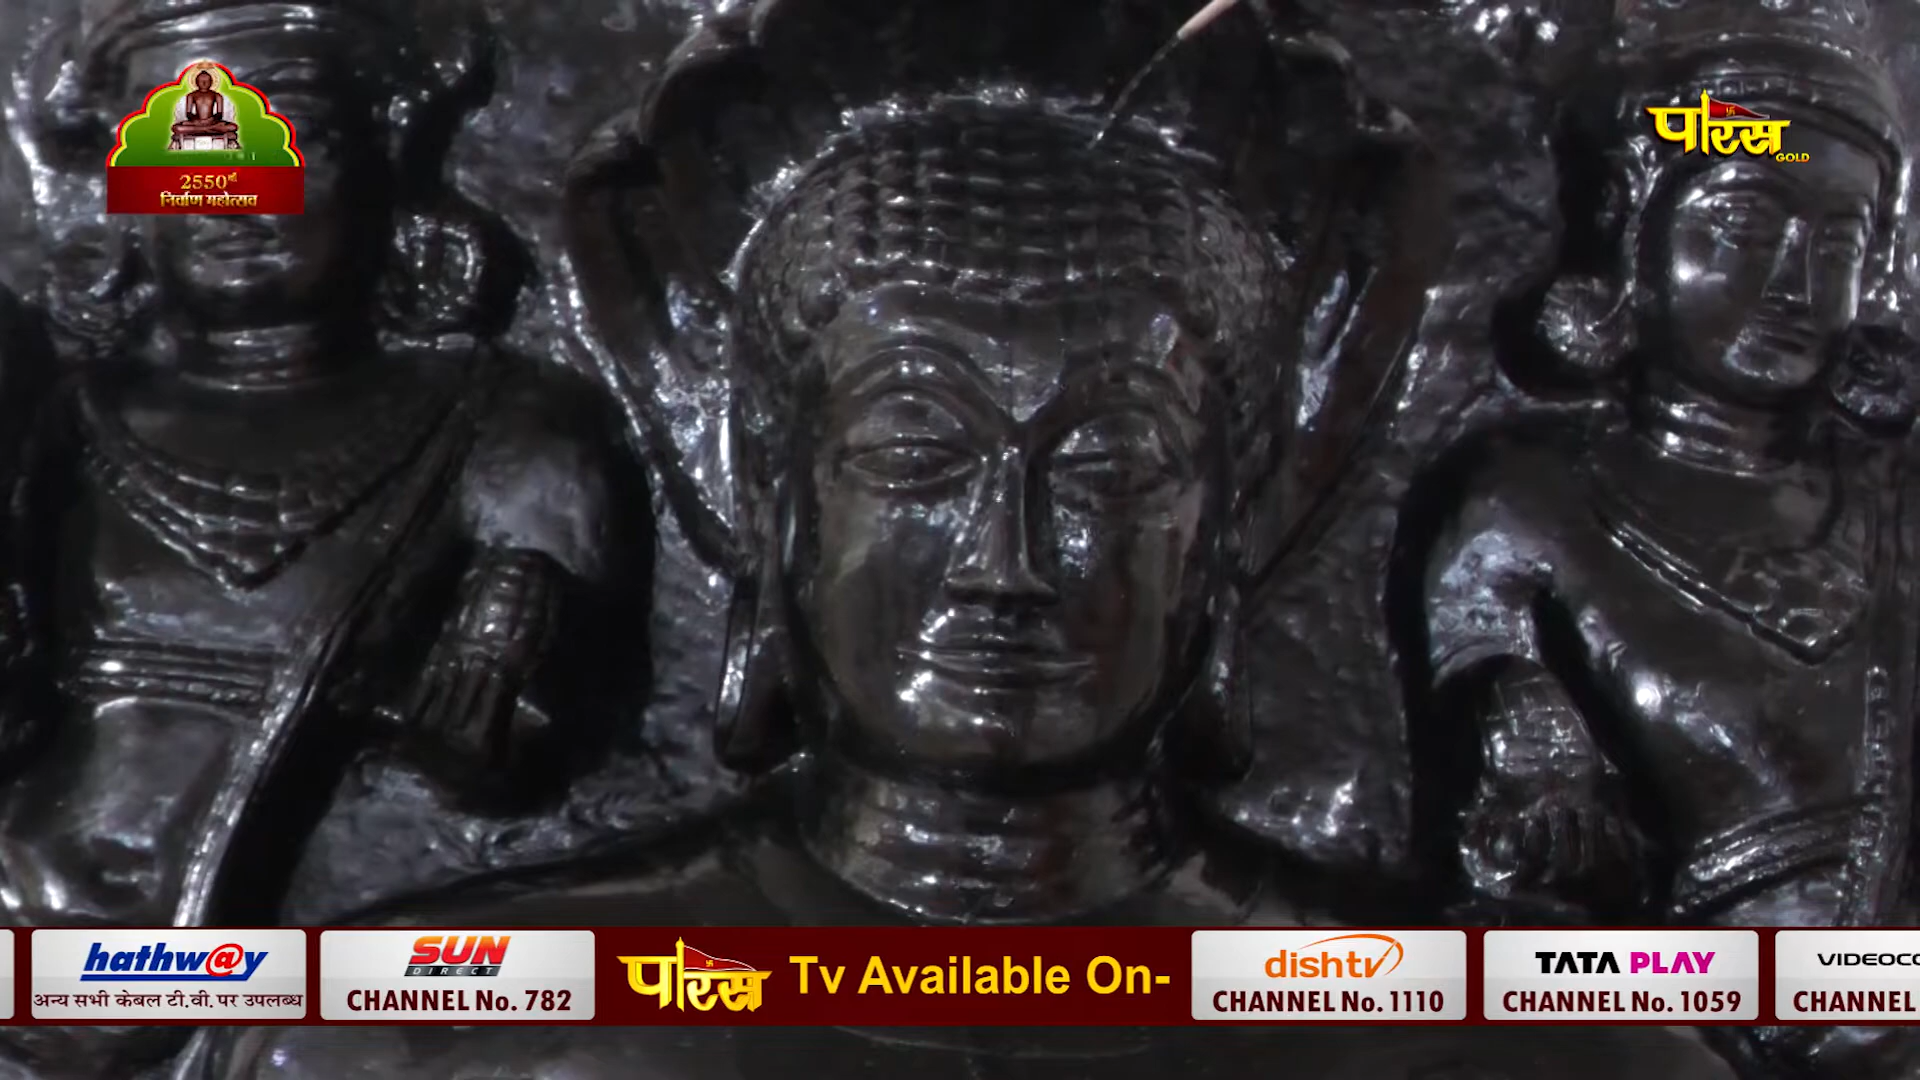 2550वाँ
निर्वाण महोत्सव
पारस
GOLD
hathw@y
अन्य सभी केबल टी.वी. पर उपलब्ध
SUN
DIRECT
CHANNEL No. 782
पारस Tv Available On-
dishtv
CHANNEL No. 1110
TATA PLAY
CHANNEL No. 1059
VIDEOCO
CHANNEL